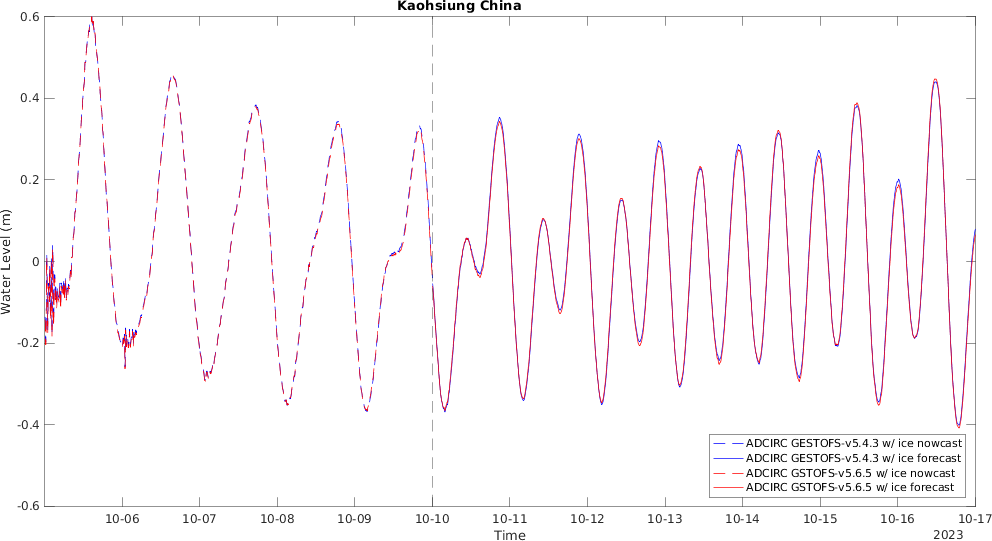 Kaohsiung China
0.6
0.4
0.2
0
-0.2
-0.4
-0.6
Water Level (m)
10-06 10-07 10-08 10-09 10-10 10-11 10-12 10-13 10-14 10-15 10-16 10-17
Time
2023
ADCIRC GESTOFS-v5.4.3 w/ ice nowcast
ADCIRC GESTOFS-v5.4.3 w/ ice forecast
ADCIRC GSTOFS-v5.6.5 w/ ice nowcast
ADCIRC GSTOFS-v5.6.5 w/ ice forecast